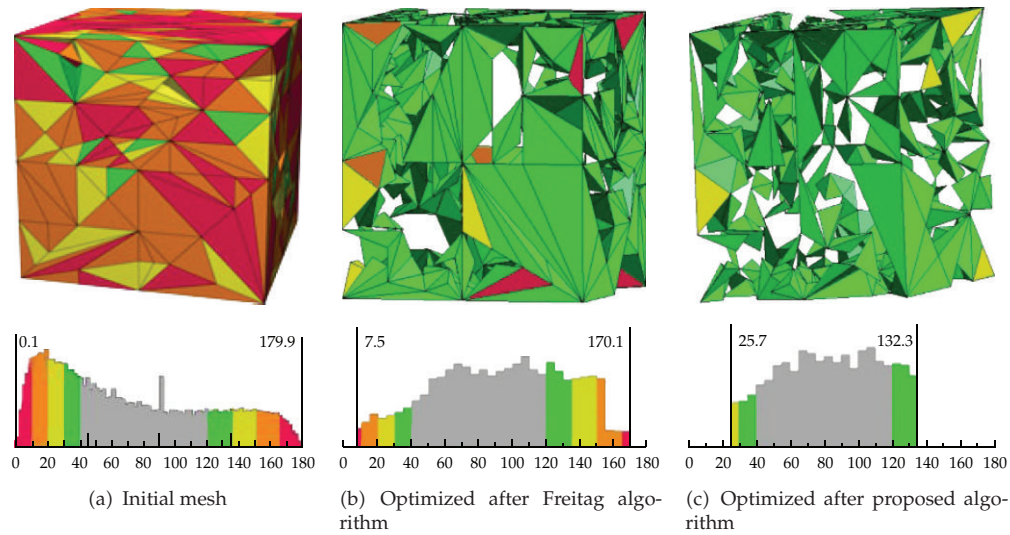 0.1 179.9
7.5 170.1
25.7 132.3
0 20 40 60 80 100 120 140 160 180
0 20 40 60 80 100 120 140 160 180
0 20 40 60 80 100 120 140 160 180
(a) Initial mesh
(b) Optimized after Freitag algo-
rithm
(c) Optimized after proposed algo-
rithm